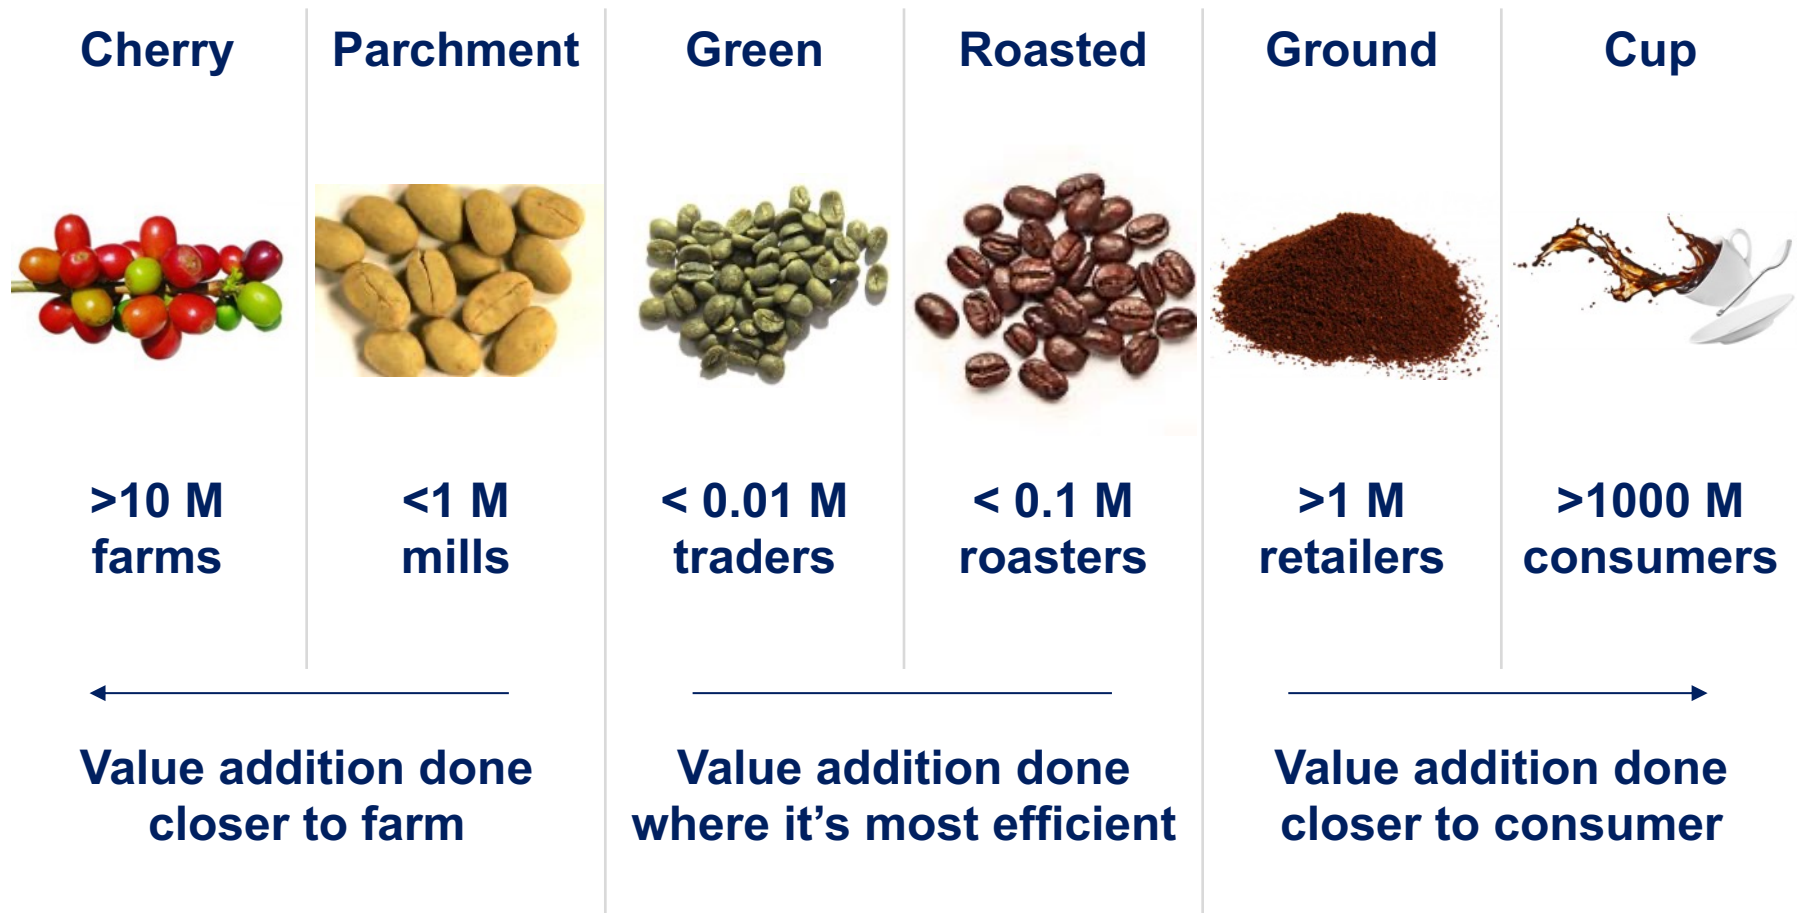 Cherry
Parchment
Green
Roasted
Ground
Cup
>10 M
farms
<1 M
mills
< 0.01 M
traders
< 0.1 M
roasters
>1 M
retailers
>1000 M
consumers
Value addition done
closer to farm
Value addition done
where it’s most efficient
Value addition done
closer to consumer